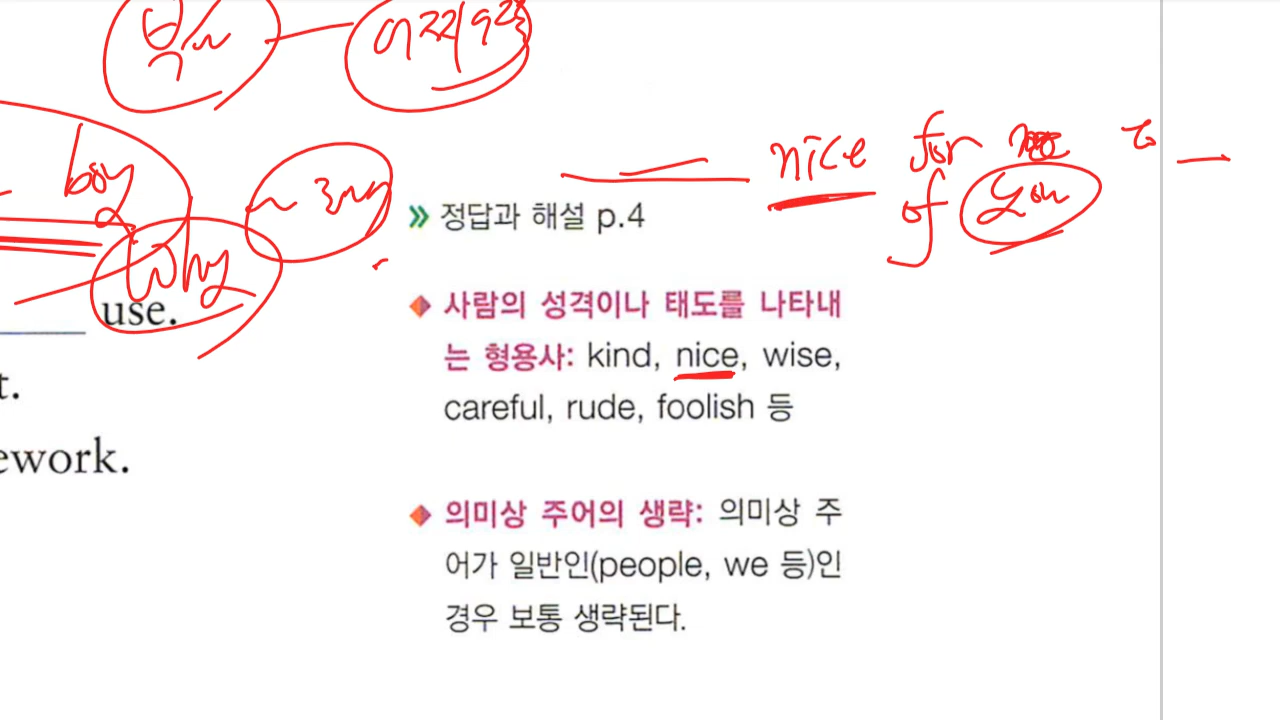 nice for to
of you
boy
why
» 정답과 해설 p.4
use.
사람의 성격이나 태도를 나타내
는 형용사: kind, nice, wise,
careful, rude, foolish 등
t.
ework.
의미상 주어의 생략: 의미상 주
어가 일반인(people, we 등)인
경우 보통 생략된다.